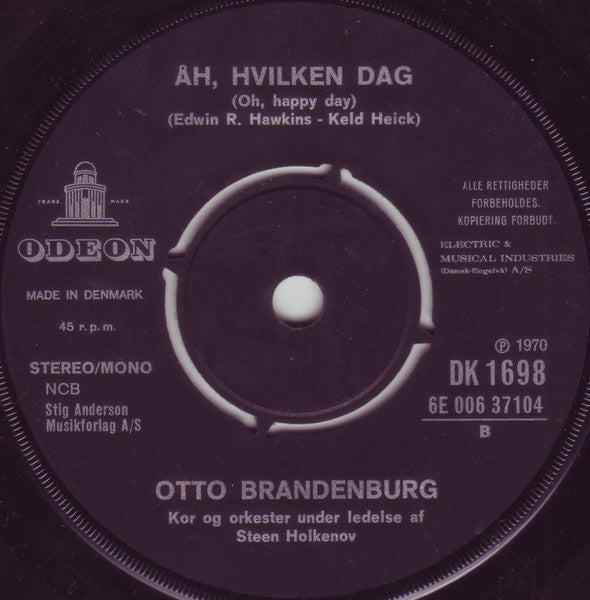 ÅH, HVILKEN DAG
(Oh, happy day)
(Edwin R. Hawkins - Keld Heick)
TRADE MARK
ODEON
MADE IN DENMARK
45 r.p.m.
STEREO/MONO
NCB
Stig Anderson
Musikforlag A/S
ALLE RETTIGHEDER
FORBEHOLDES.
KOPIERING FORBUDT.
ELECTRIC &
MUSICAL INDUSTRIES
(Dansk-Engelsk) A/S
Ⓟ 1970
DK 1698
6E 006 37104
B
OTTO BRANDENBURG
Kor og orkester under ledelse af
Steen Holkenov